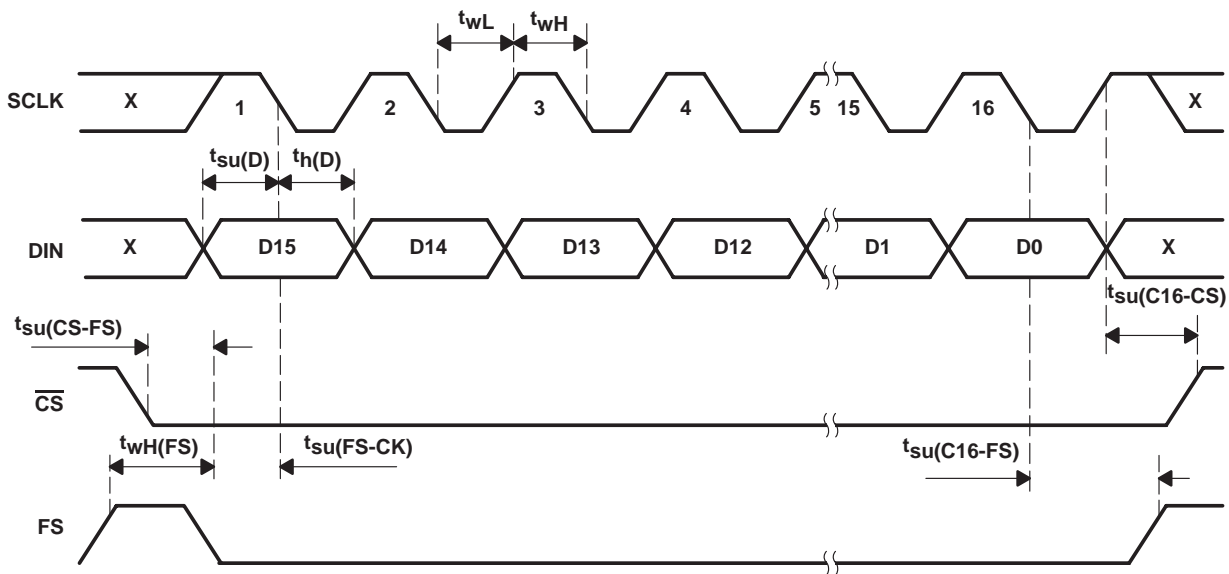 twL twH
SCLK X 1 2 3 4 5 15 16 X
tsu(D) th(D)
DIN X D15 D14 D13 D12 D1 D0 X
tsu(C16-CS)
tsu(CS-FS)
CS
twH(FS) tsu(FS-CK) tsu(C16-FS)
FS